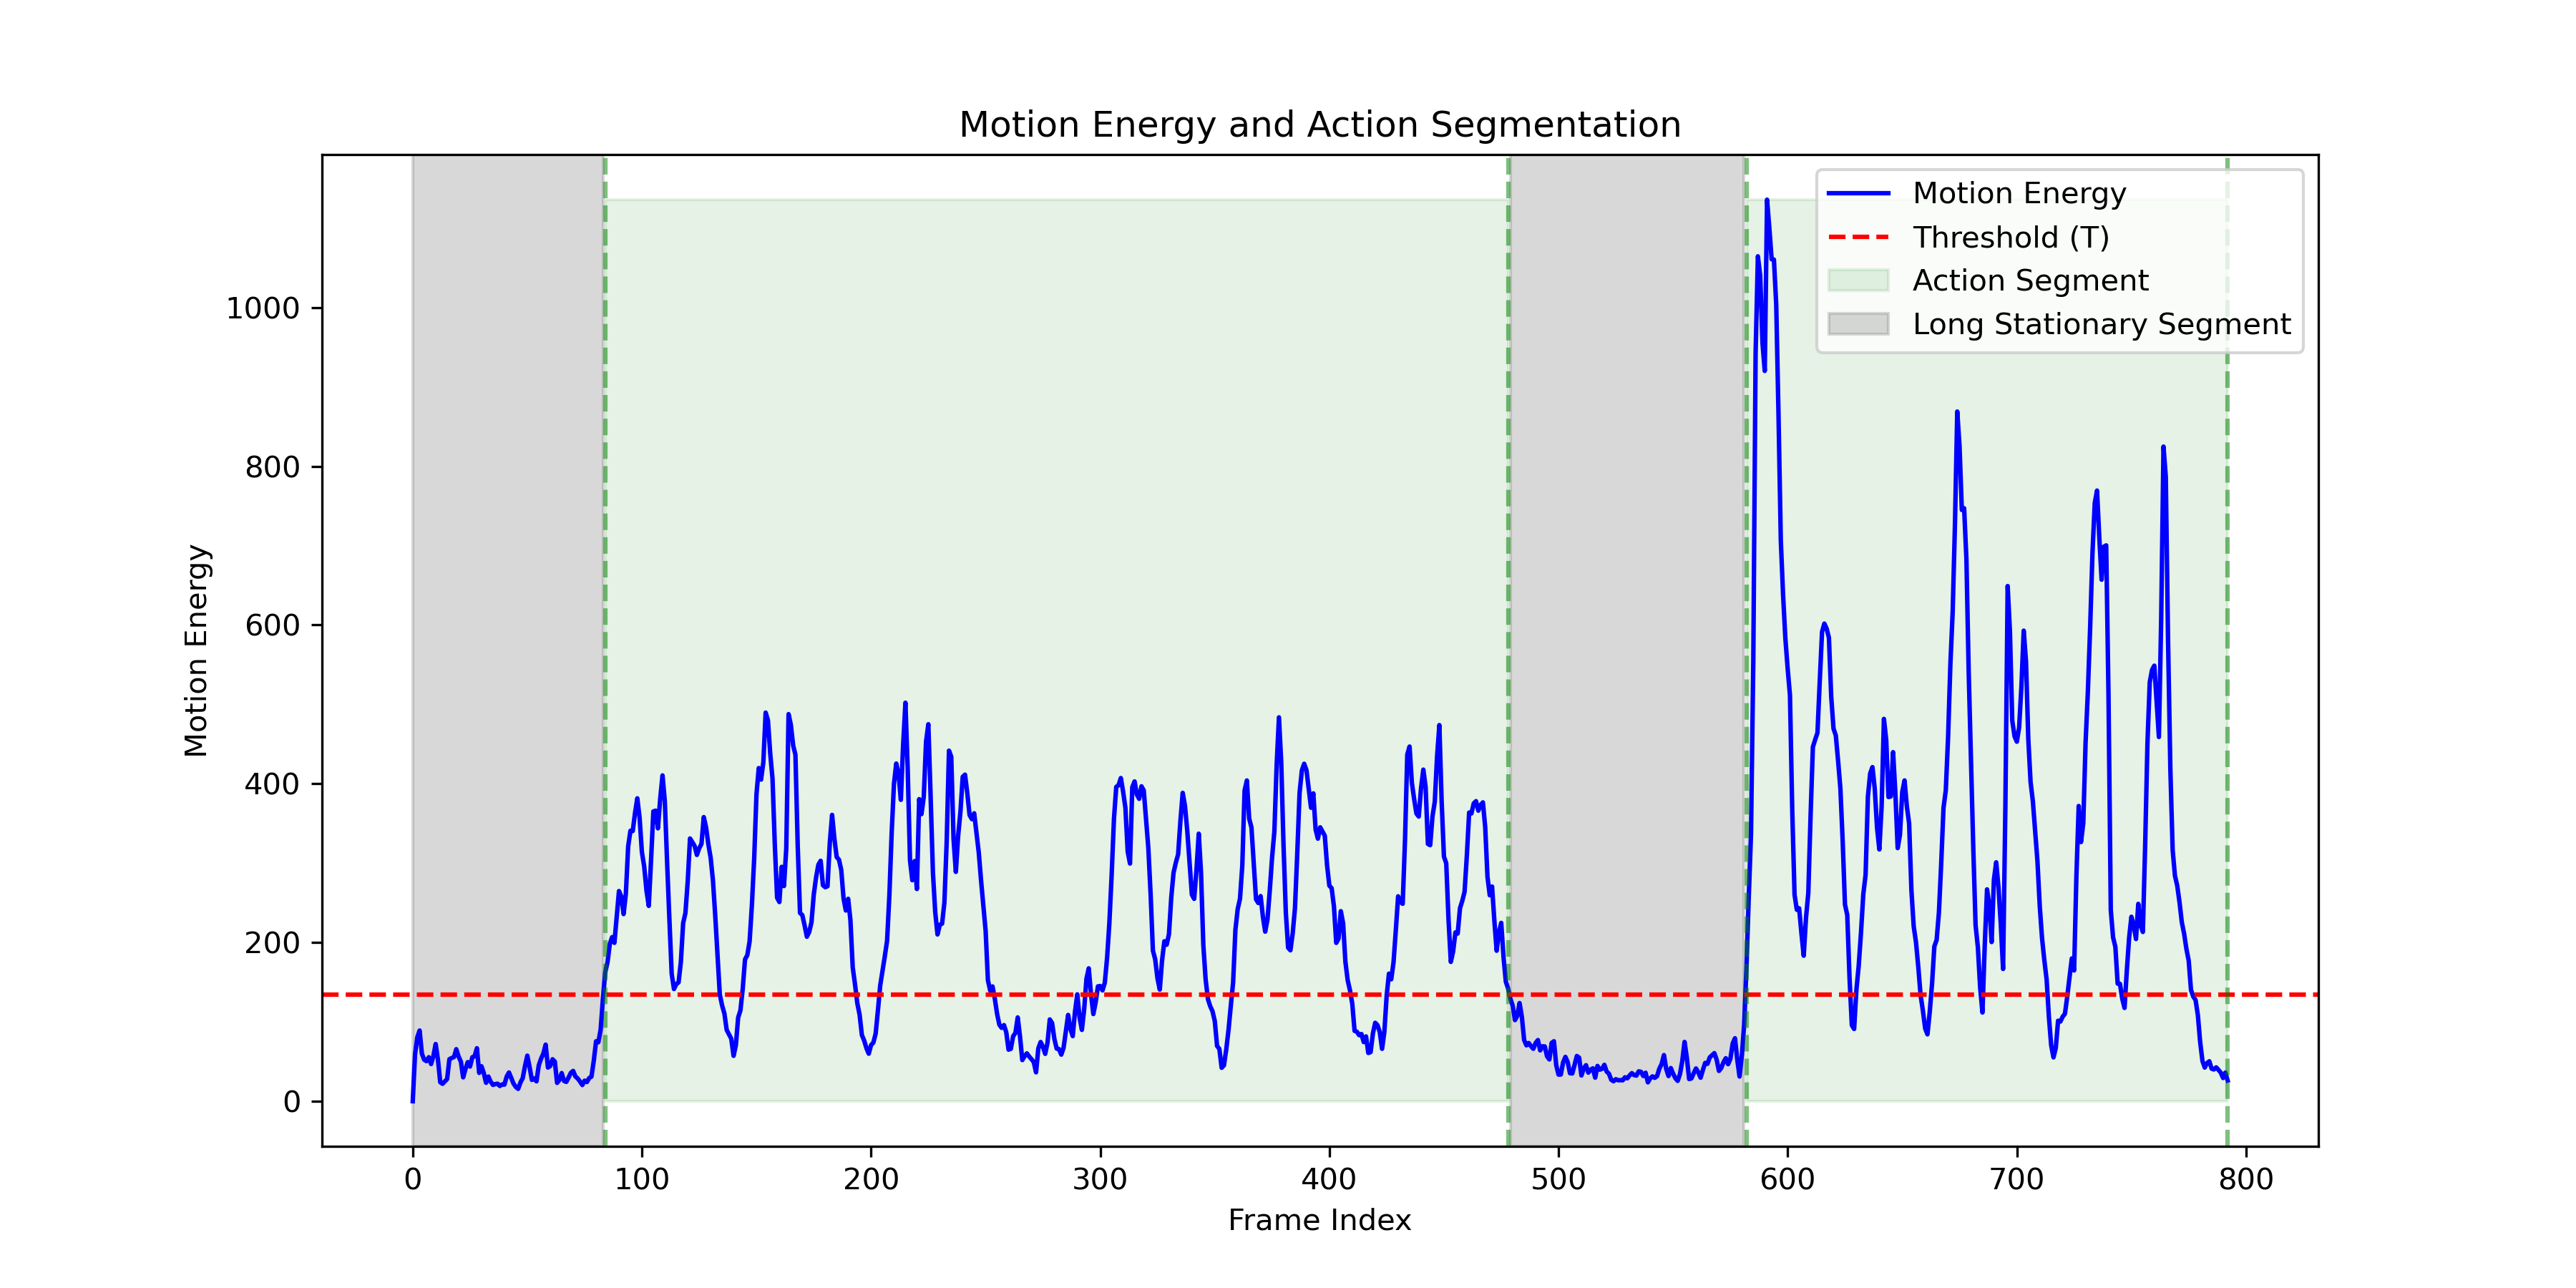 Motion Energy and Action Segmentation
Motion Energy
Threshold (T)
Action Segment
Long Stationary Segment
Motion Energy
1000
800
600
400
200
0
0 100 200 300 400 500 600 700 800
Frame Index